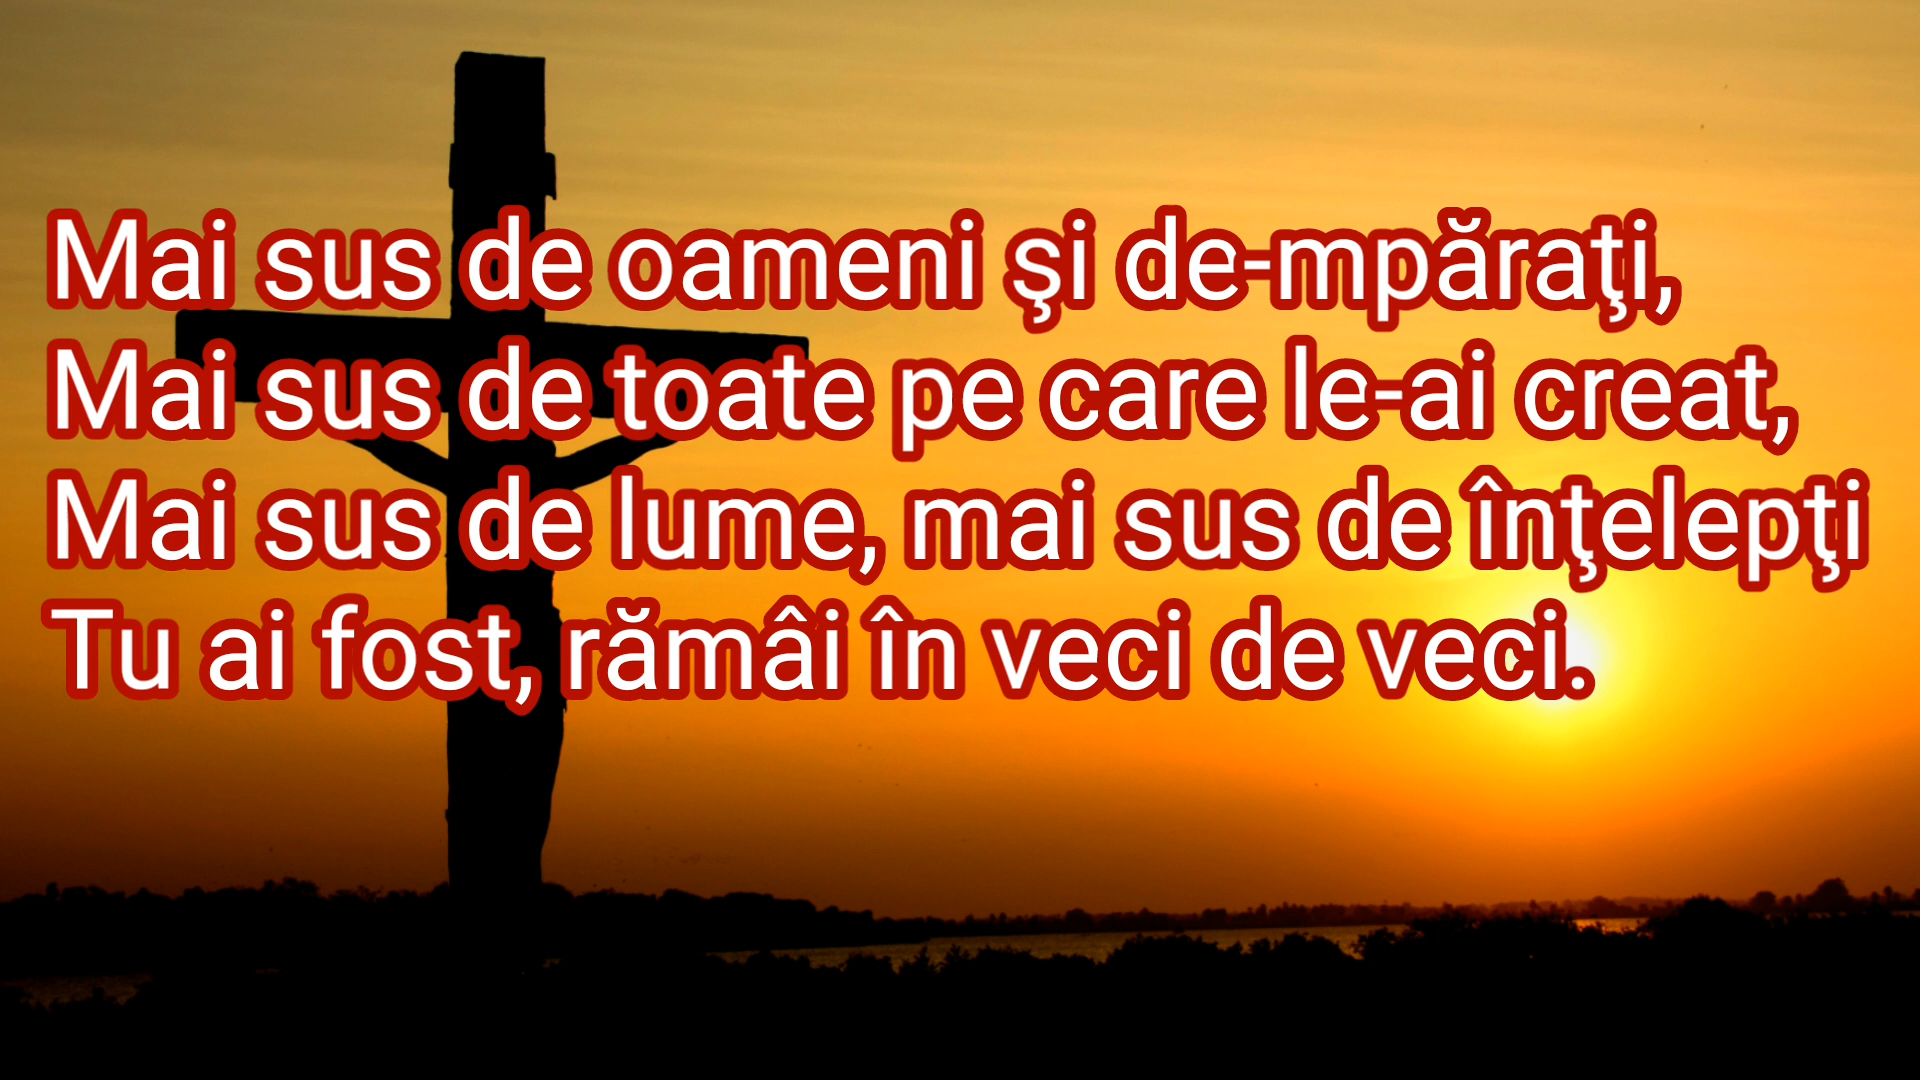 Mai sus de oameni şi de-mpăraţi,
Mai sus de toate pe care le-ai creat,
Mai sus de lume, mai sus de înţelepţi
Tu ai fost, rămâi în veci de veci.